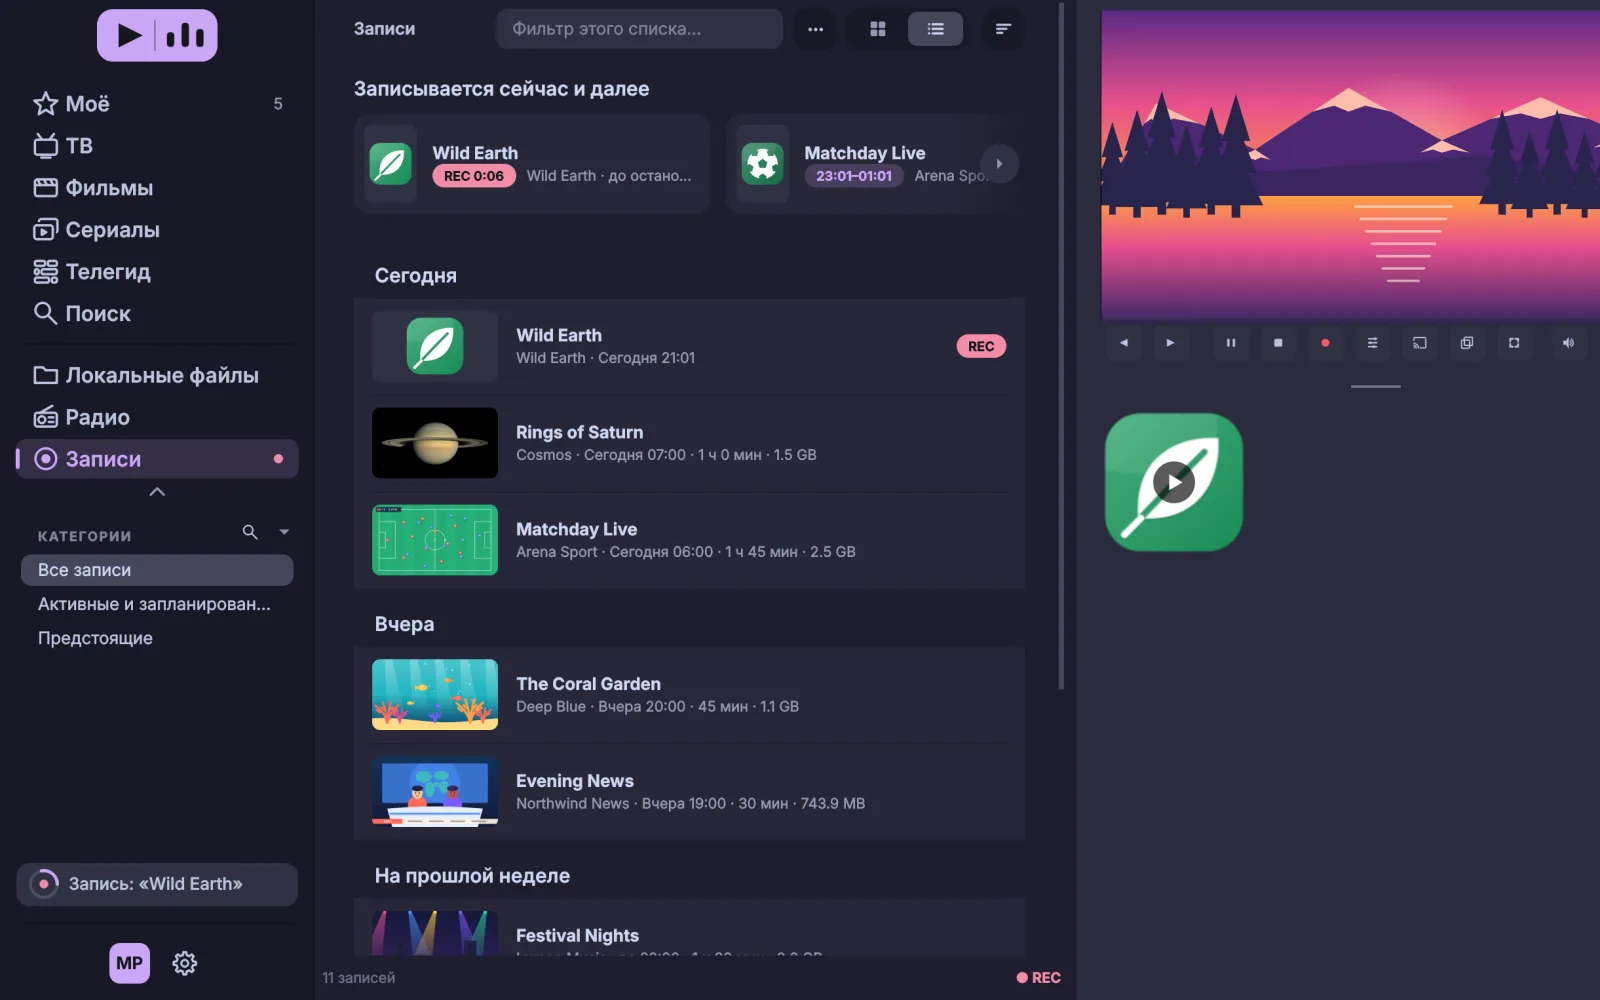 Моё 5
ТВ
Фильмы
Сериалы
Телегид
Поиск
Локальные файлы
Радио
Записи
КАТЕГОРИИ
Все записи
Активные и запланирован...
Предстоящие
Запись: «Wild Earth»
MP
Записи
Фильтр этого списка...
Записывается сейчас и далее
Wild Earth
REC 0:06 Wild Earth · до остано...
Matchday Live
23:01–01:01 Arena Spo
Сегодня
Wild Earth
Wild Earth · Сегодня 21:01
REC
Rings of Saturn
Cosmos · Сегодня 07:00 · 1 ч 0 мин · 1.5 GB
Matchday Live
Arena Sport · Сегодня 06:00 · 1 ч 45 мин · 2.5 GB
Вчера
The Coral Garden
Deep Blue · Вчера 20:00 · 45 мин · 1.1 GB
Evening News
Northwind News · Вчера 19:00 · 30 мин · 743.9 MB
На прошлой неделе
Festival Nights
11 записей
REC